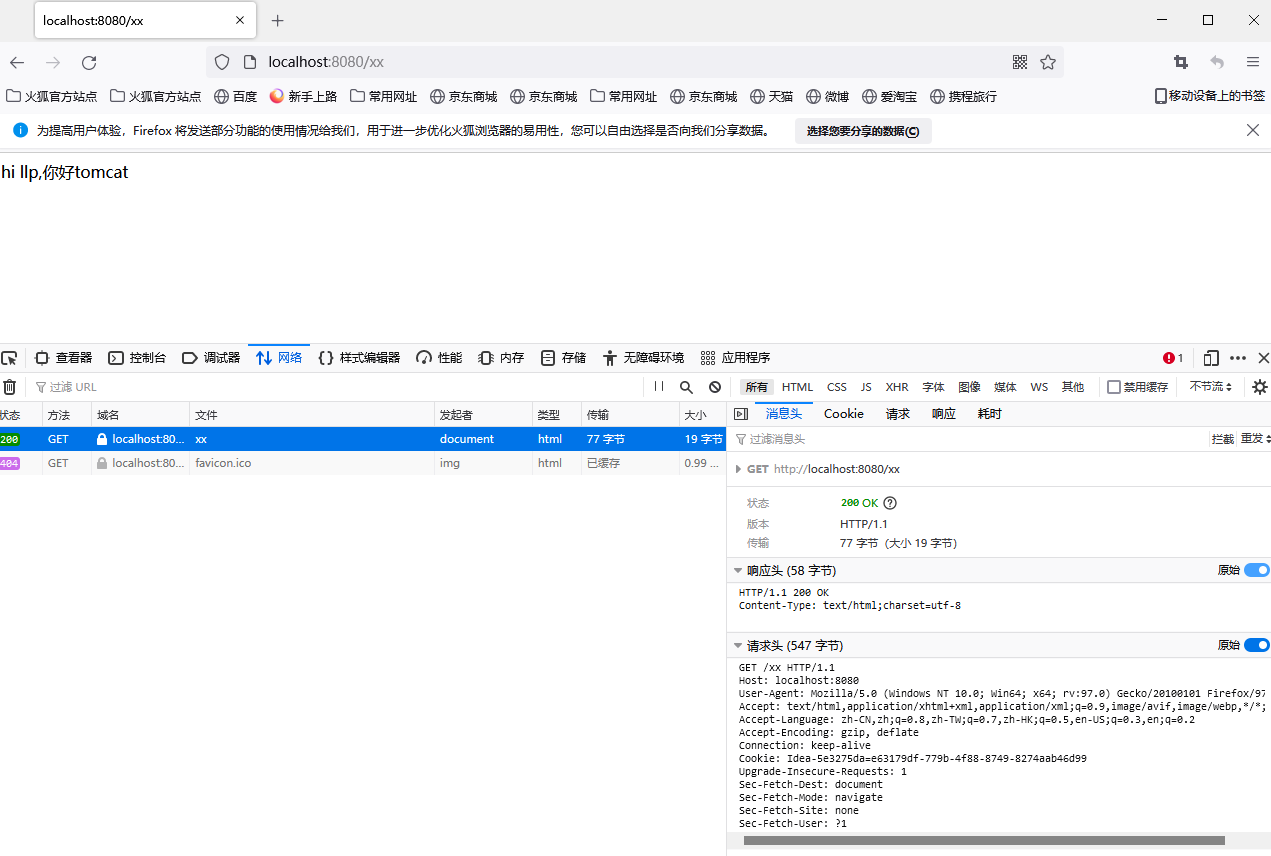 localhost:8080/xx
localhost:8080/xx
火狐官方站点 火狐官方站点 百度 新手上路 常用网址 京东商城 京东商城 常用网址 京东商城 天猫 微博 爱淘宝 携程旅行 移动设备上的书签
为提高用户体验，Firefox 将发送部分功能的使用情况给我们，用于进一步优化火狐浏览器的易用性，您可以自由选择是否向我们分享数据。 选择您要分享的数据(C)
hi llp,你好tomcat
查看器 控制台 调试器 网络 样式编辑器 性能 内存 存储 无障碍环境 应用程序 1
过滤 URL 所有 HTML CSS JS XHR 字体 图像 媒体 WS 其他 禁用缓存 不节流
状态 方法 域名 文件 发起者 类型 传输 大小
200 GET localhost:80... xx document html 77 字节 19 字节
404 GET localhost:80... favicon.ico img html 已缓存 0.99 ...
消息头 Cookie 请求 响应 耗时
过滤消息头 拦截 重发
GET http://localhost:8080/xx
状态 200 OK ?
版本 HTTP/1.1
传输 77 字节 (大小 19 字节)
响应头 (58 字节) 原始
HTTP/1.1 200 OK
Content-Type: text/html;charset=utf-8
请求头 (547 字节) 原始
GET /xx HTTP/1.1
Host: localhost:8080
User-Agent: Mozilla/5.0 (Windows NT 10.0; Win64; x64; rv:97.0) Gecko/20100101 Firefox/97
Accept: text/html,application/xhtml+xml,application/xml;q=0.9,image/avif,image/webp,*/*;
Accept-Language: zh-CN,zh;q=0.8,zh-TW;q=0.7,zh-HK;q=0.5,en-US;q=0.3,en;q=0.2
Accept-Encoding: gzip, deflate
Connection: keep-alive
Cookie: Idea-5e3275da=e63179df-779b-4f88-8749-8274aab46d99
Upgrade-Insecure-Requests: 1
Sec-Fetch-Dest: document
Sec-Fetch-Mode: navigate
Sec-Fetch-Site: none
Sec-Fetch-User: ?1